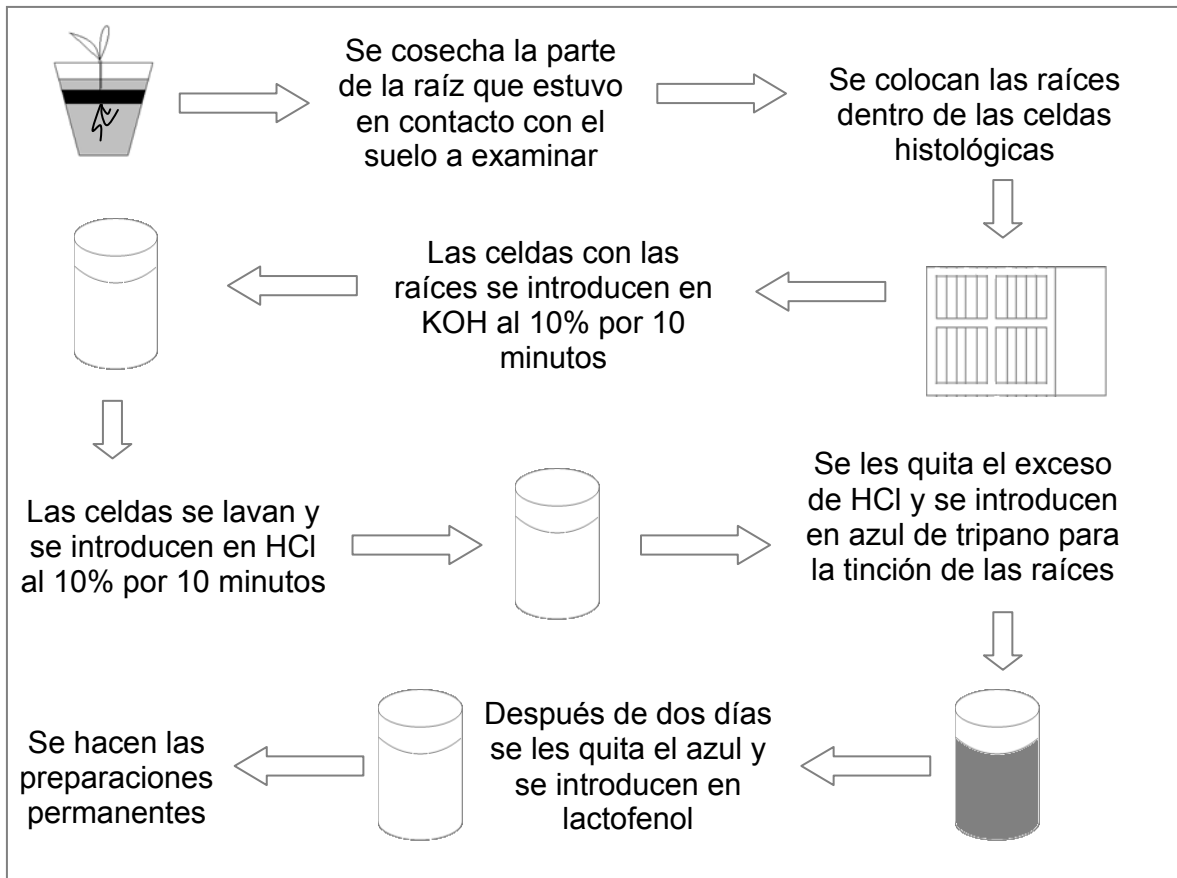 Se cosecha la parte
de la raíz que estuvo
en contacto con el
suelo a examinar
Se colocan las raíces
dentro de las celdas
histológicas
Las celdas con las
raíces se introducen en
KOH al 10% por 10
minutos
Las celdas se lavan y
se introducen en HCl
al 10% por 10 minutos
Se les quita el exceso
de HCl y se introducen
en azul de tripano para
la tinción de las raíces
Después de dos días
se les quita el azul y
se introducen en
lactofenol
Se hacen las
preparaciones
permanentes